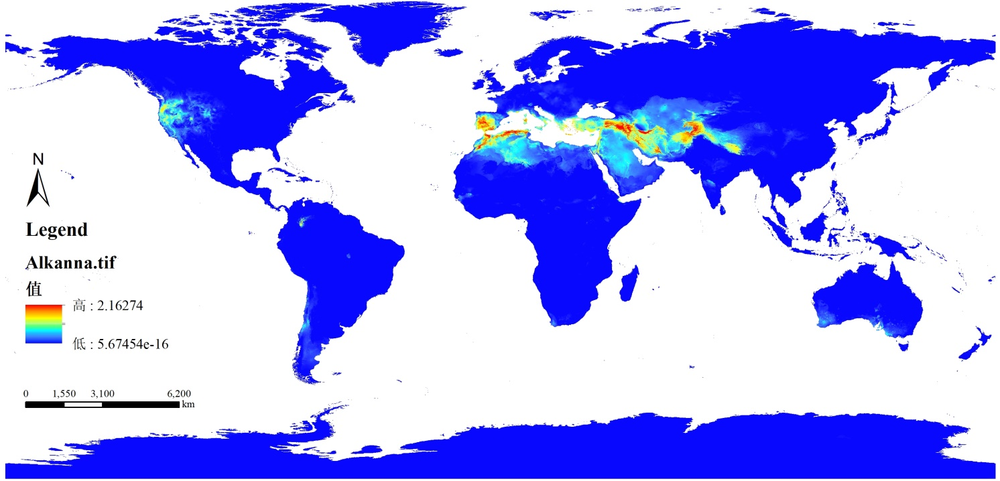 N
Legend
Alkanna.tif
值
高 : 2.16274
低 : 5.67454e-16
0 1,550 3,100 6,200
km